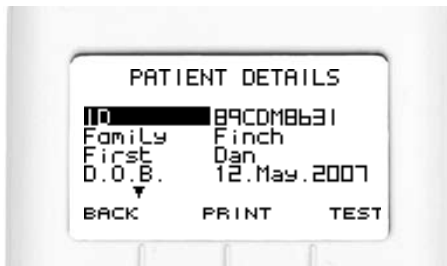 PATIENT DETAILS
ID 89CDM8631
Family Finch
First Dan
D.O.B. 12.May.2007
BACK PRINT TEST